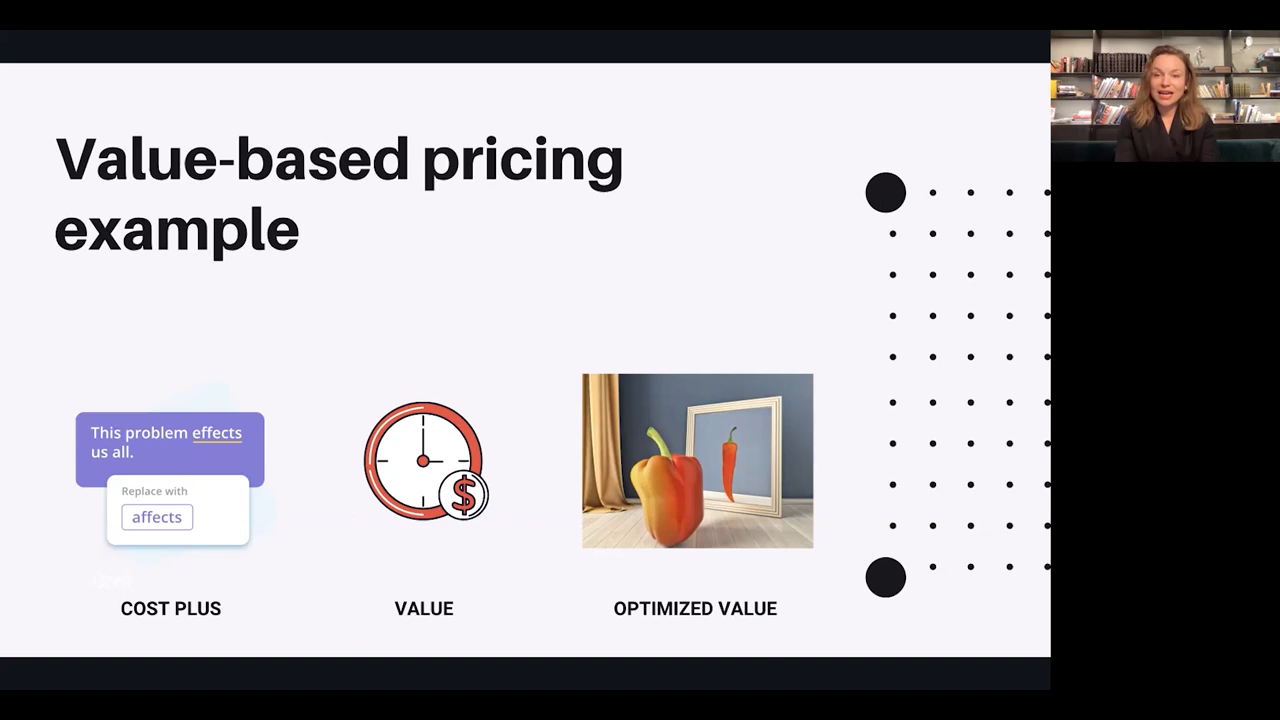 Value-based pricing
example
This problem effects
us all.
Replace with
affects
$
COST PLUS
VALUE
OPTIMIZED VALUE